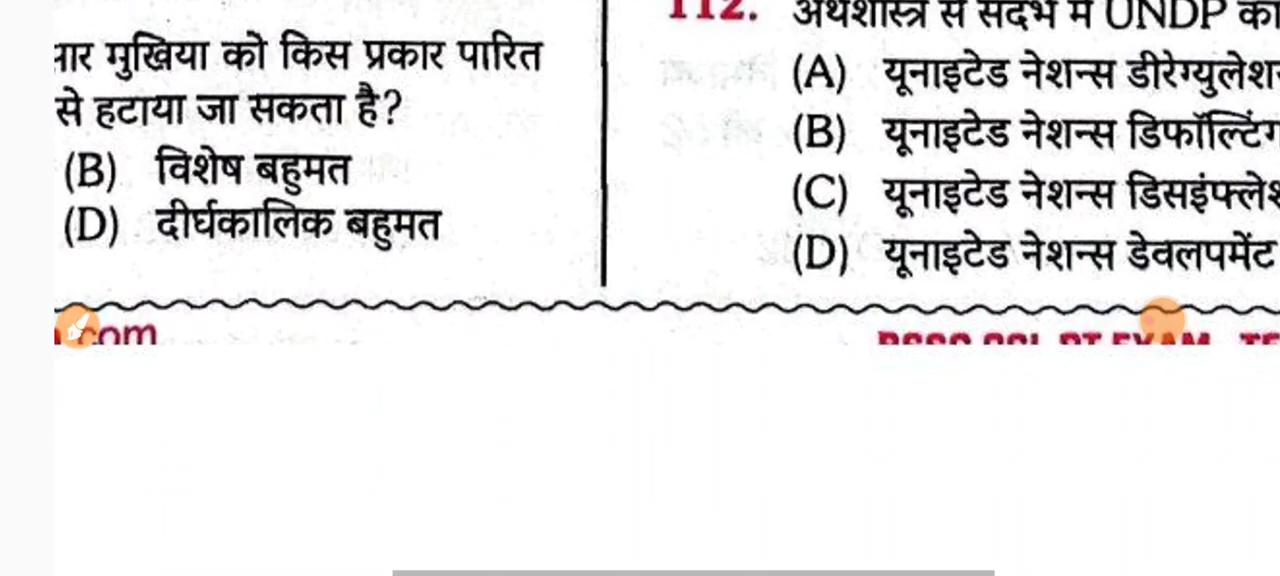 मुखिया को किस प्रकार पारित
से हटाया जा सकता है?
(B) विशेष बहुमत
(D) दीर्घकालिक बहुमत
112. अर्थशास्त्र से संदर्भ में UNDP का
(A) यूनाइटेड नेशन्स
(B) यूनाइटेड नेशन्स
(C) यूनाइटेड नेशन्स
(D) यूनाइटेड नेशन्स डेवलपमेंट
.com